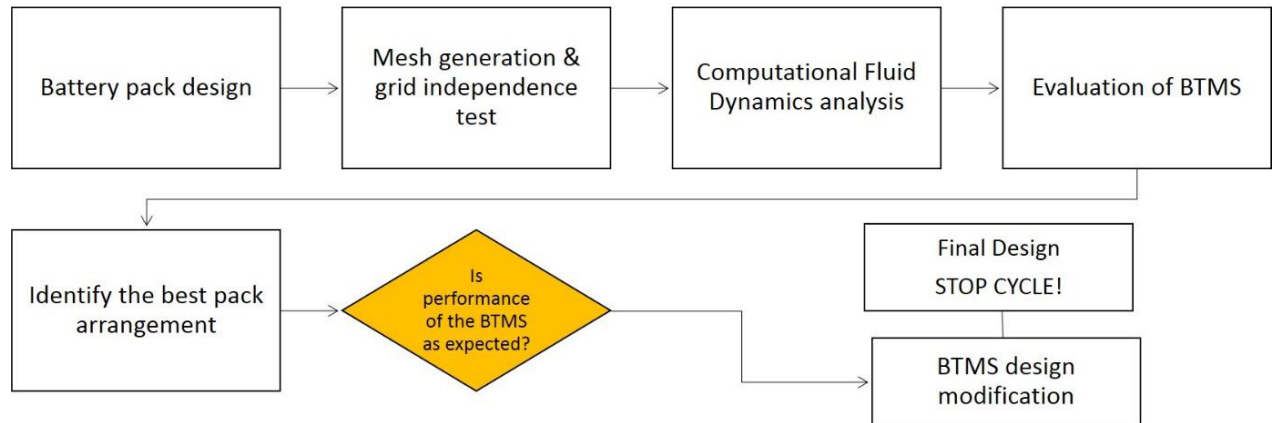 Battery pack design
Mesh generation &
grid independence
test
Computational Fluid
Dynamics analysis
Evaluation of BTMS
Identify the best pack
arrangement
Is
performance
of the BTMS
as expected?
Final Design
STOP CYCLE!
BTMS design
modification